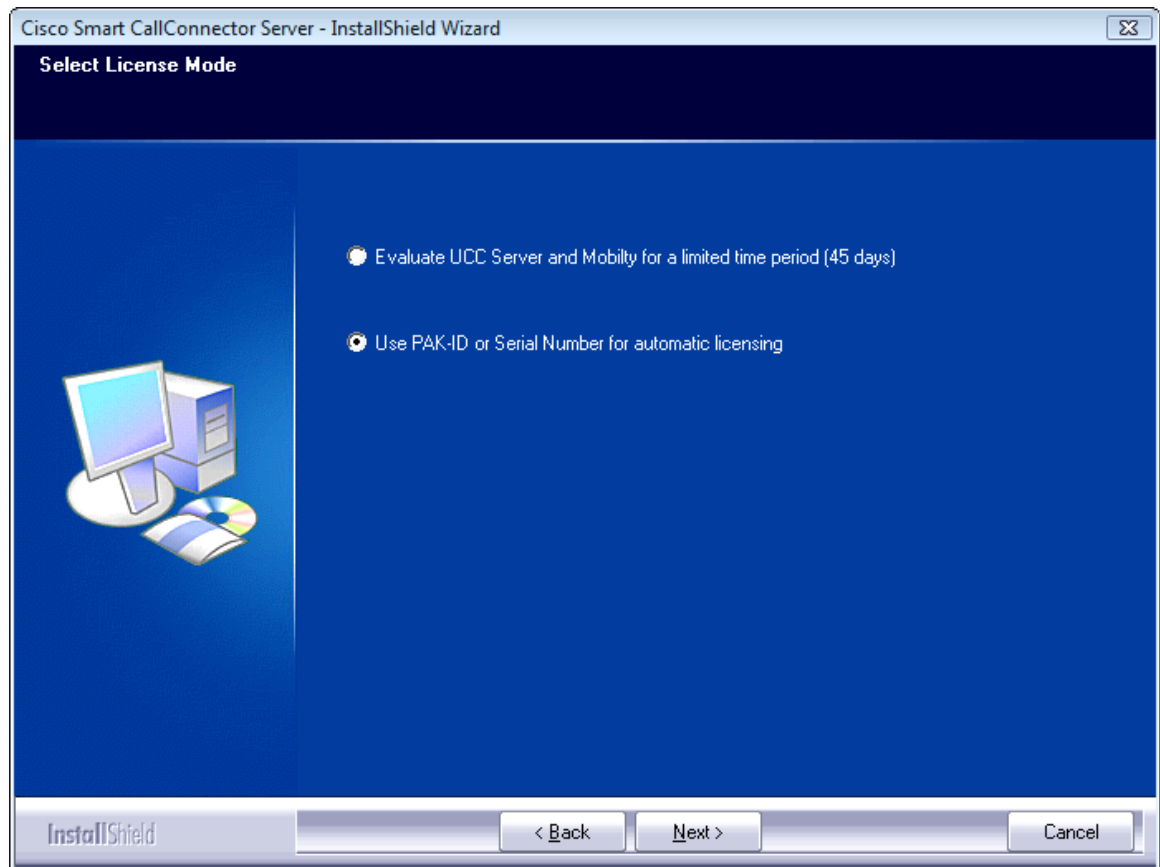 Cisco Smart CallConnector Server - InstallShield Wizard
Select License Mode
Evaluate UCC Server and Mobilty for a limited time period (45 days)
Use PAK-ID or Serial Number for automatic licensing
InstallShield
< Back
Next >
Cancel